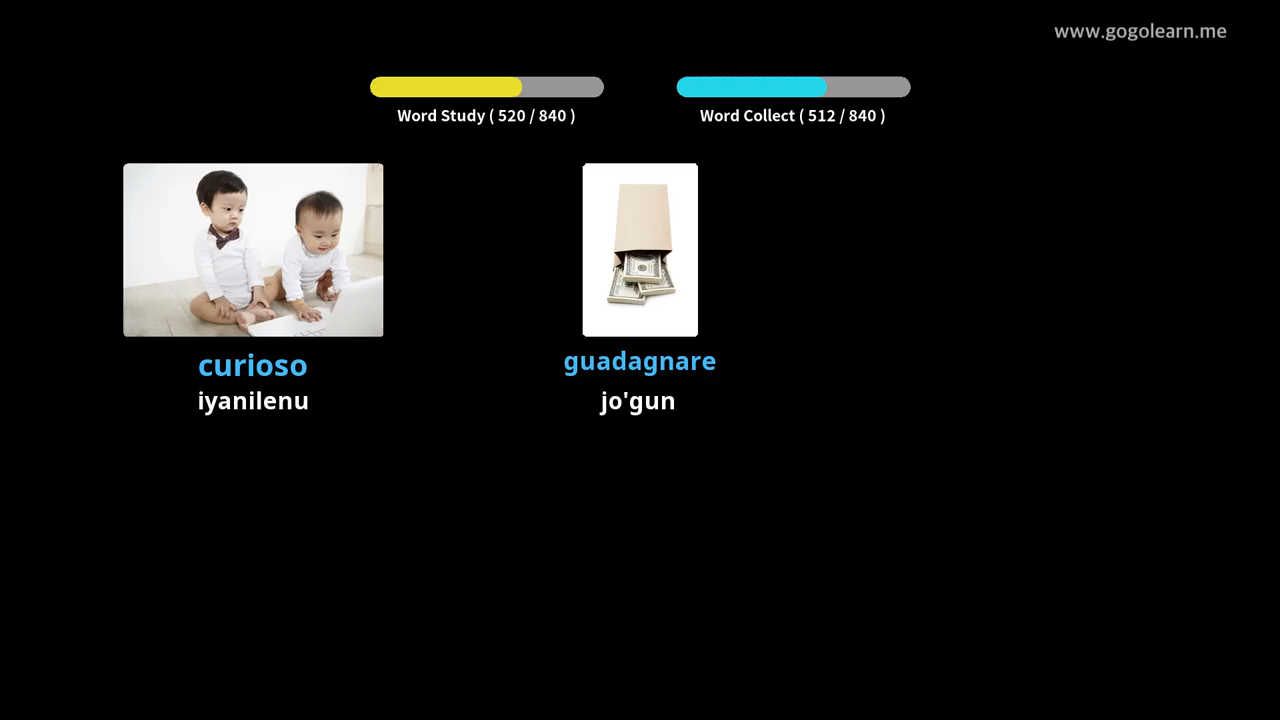 www.gogolearn.me
Word Study ( 520 / 840 )
Word Collect ( 512 / 840 )
curioso
iyanilenu
guadagnare
jo'gun